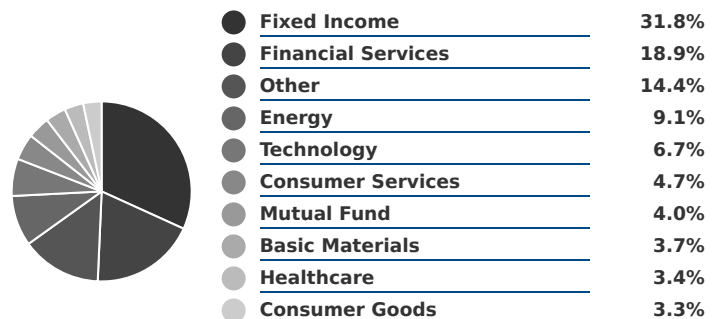 Fixed Income 31.8%
Financial Services 18.9%
Other 14.4%
Energy 9.1%
Technology 6.7%
Consumer Services 4.7%
Mutual Fund 4.0%
Basic Materials 3.7%
Healthcare 3.4%
Consumer Goods 3.3%